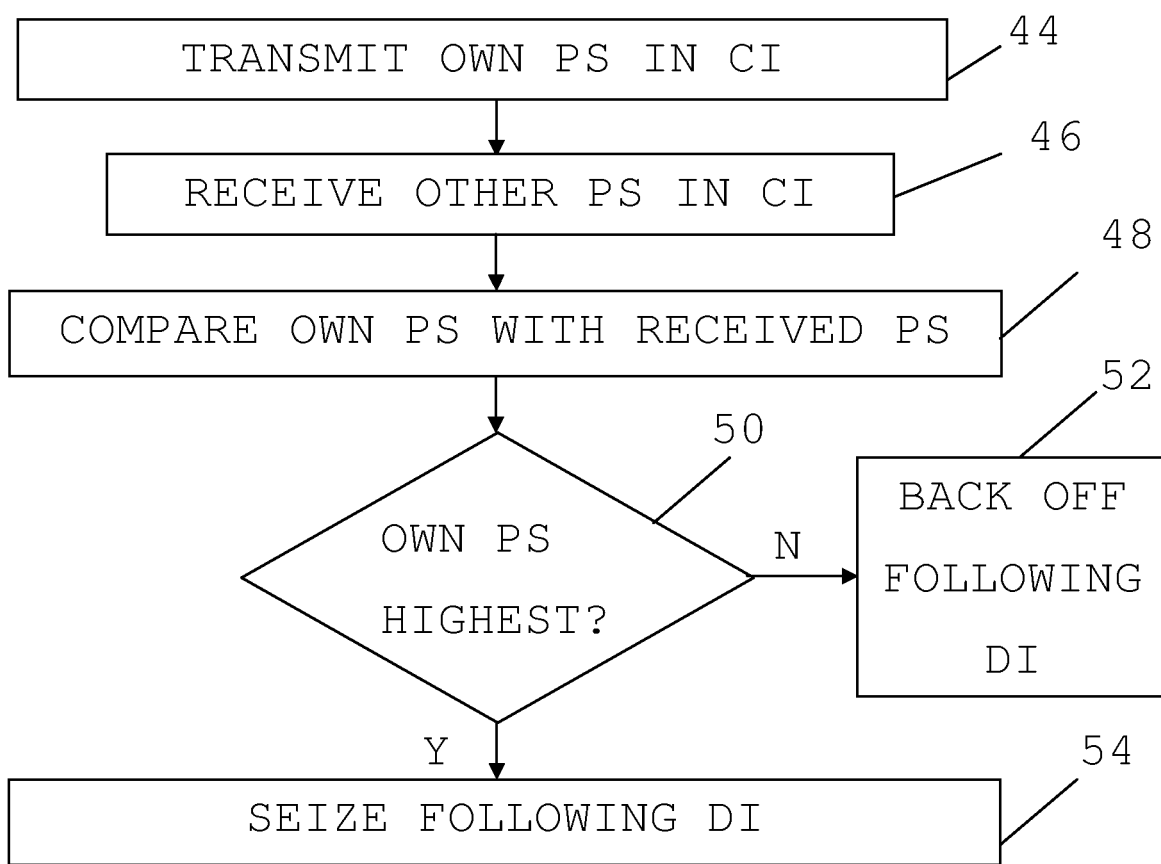 44
TRANSMIT OWN PS IN CI
46
RECEIVE OTHER PS IN CI
48
COMPARE OWN PS WITH RECEIVED PS
52
50
BACK OFF
OWN PS
N
FOLLOWING
HIGHEST?
DI
Y
54
SEIZE FOLLOWING DI